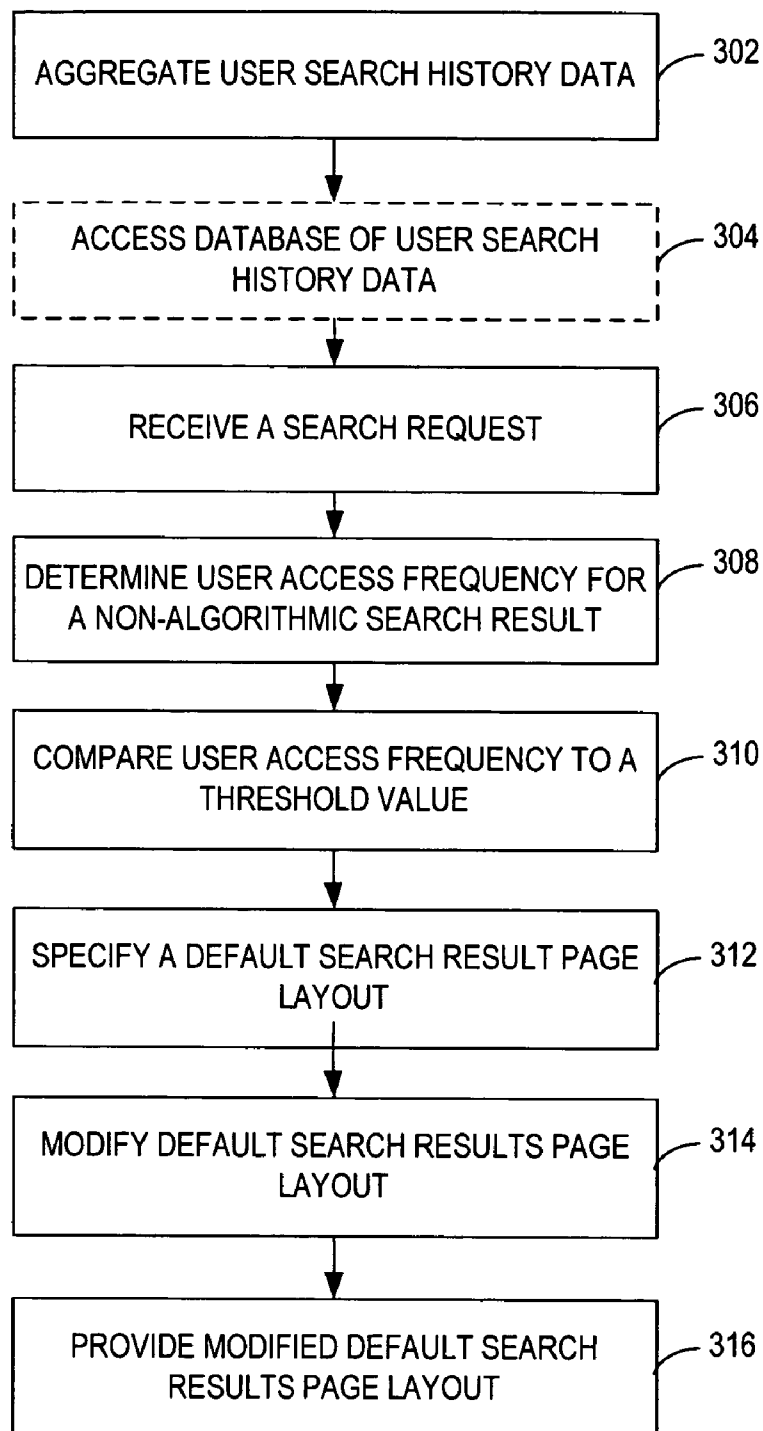 AGGREGATE USER SEARCH HISTORY DATA
302
ACCESS DATABASE OF USER SEARCH
HISTORY DATA
304
RECEIVE A SEARCH REQUEST
306
DETERMINE USER ACCESS FREQUENCY FOR
A NON-ALGORITHMIC SEARCH RESULT
308
COMPARE USER ACCESS FREQUENCY TO A
THRESHOLD VALUE
310
SPECIFY A DEFAULT SEARCH RESULT PAGE
LAYOUT
312
MODIFY DEFAULT SEARCH RESULTS PAGE
LAYOUT
314
PROVIDE MODIFIED DEFAULT SEARCH
RESULTS PAGE LAYOUT
316